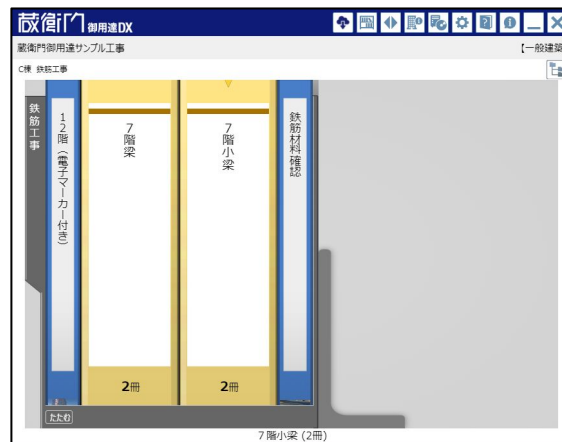 蔵衛門御用達DX
蔵衛門御用達サンプル工事
【一般建築
C棟 鉄筋工事
鉄筋工事
12階(電子マーカー付き)
7階梁
2冊
7階小梁
2冊
鉄筋材料確認
たたむ
7階小梁 (2冊)